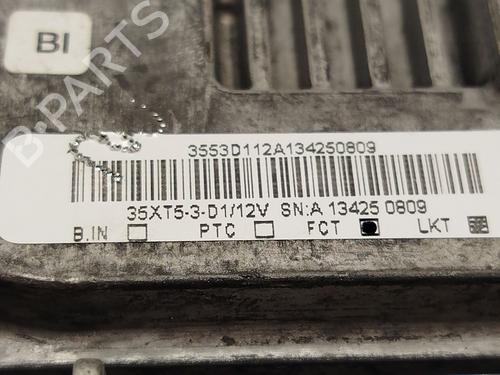 BI
B-PARTS
3553D112A134250809
35XT5-3-D1/12V SN:A 13425 0809
B.IN PTC FCT LKT